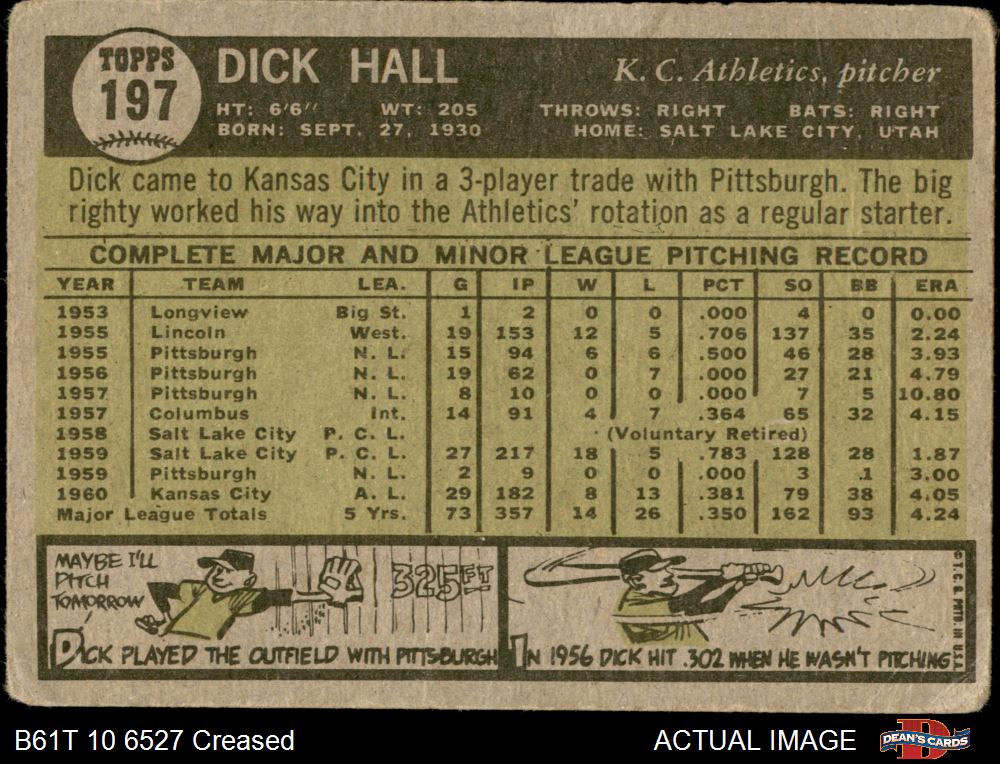 TOPPS
197
DICK HALL
K. C. Athletics, pitcher
HT: 6'6" WT: 205 THROWS: RIGHT BATS: RIGHT
BORN: SEPT. 27, 1930 HOME: SALT LAKE CITY, UTAH
Dick came to Kansas City in a 3-player trade with Pittsburgh. The big
righty worked his way into the Athletics' rotation as a regular starter.
COMPLETE MAJOR AND MINOR LEAGUE PITCHING RECORD
YEAR TEAM LEA. G IP W L PCT SO BB ERA
1953 Longview Big St. 1 2 0 0 .000 4 0 0.00
1955 Lincoln West. 19 153 12 5 .706 137 35 2.24
1955 Pittsburgh N. L. 15 94 6 6 .500 46 28 3.93
1956 Pittsburgh N. L. 19 62 0 7 .000 27 21 4.79
1957 Pittsburgh N. L. 8 10 0 0 .000 7 5 10.80
1957 Columbus Int. 14 91 4 7 .364 65 32 4.15
1958 Salt Lake City P. C. L. (Voluntary Retired)
1959 Salt Lake City P. C. L. 27 217 18 5 .783 128 28 1.87
1959 Pittsburgh N. L. 2 9 0 0 .000 3 1 3.00
1960 Kansas City A. L. 29 182 8 13 .381 79 38 4.05
Major League Totals 5 Yrs. 73 357 14 26 .350 162 93 4.24
MAYBE I'LL
PITCH
TOMORROW
325 FT
DICK PLAYED THE OUTFIELD WITH PITTSBURGH
IN 1956 DICK HIT .302 WHEN HE WASN'T PITCHING
© T. C. G. PRTD. IN U.S.A.
B61T 10 6527 Creased
ACTUAL IMAGE
D
DEAN'S CARDS